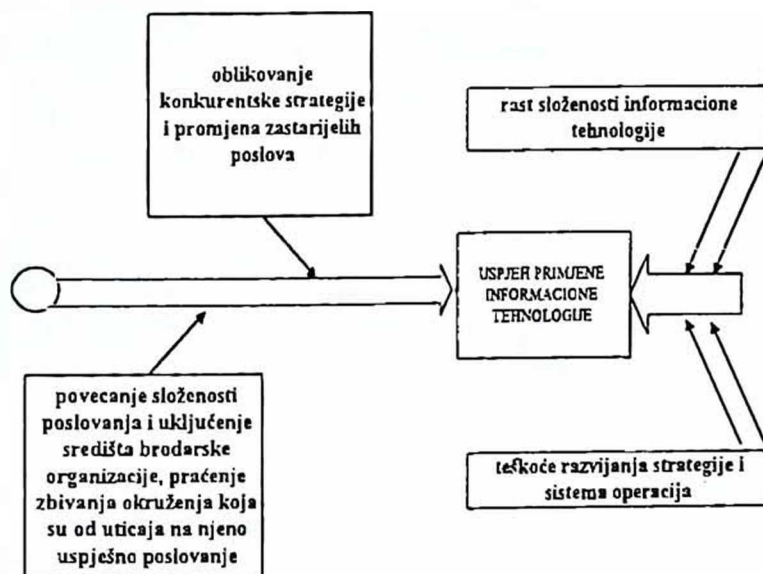 oblikovanje
konkurentske strategije
i promjena zastarijelih
poslova
rast složenosti informacione
tehnologije
USPJEH PRIMJENE
INFORMACIONE
TEHNOLOGIJE
povecanje složenosti
poslovanja i uključenje
središta brodarske
organizacije, praćenje
zbivanja okruženja koja
su od uticaja na njeno
uspješno poslovanje
teškoće razvijanja strategije i
sistema operacija